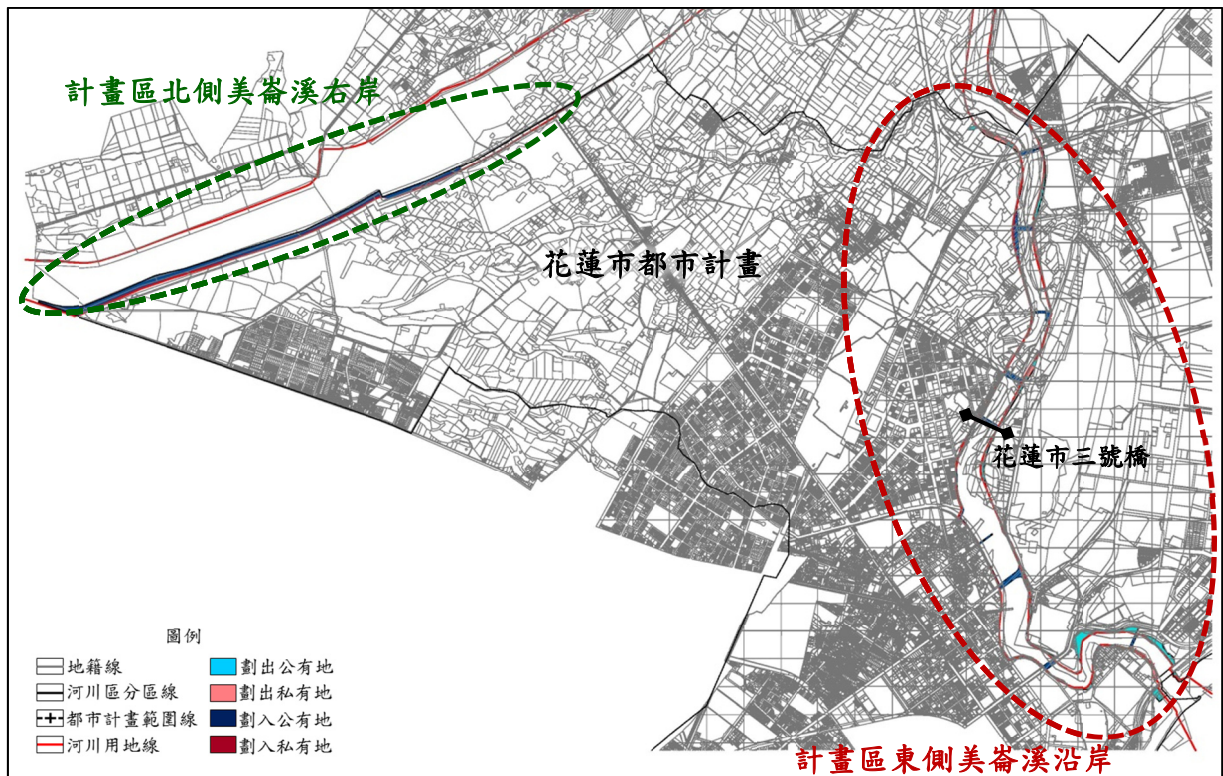 計畫區北側美崙溪右岸
花蓮市都市計畫
花蓮市三號橋
圖例
地籍線
河川區分區線
都市計畫範圍線
河川用地線
劃出公有地
劃出私有地
劃入公有地
劃入私有地
計畫區東側美崙溪沿岸